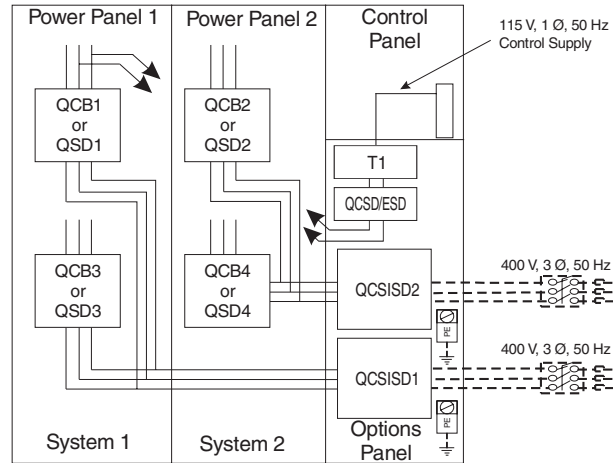 Power Panel 1
Power Panel 2
Control
Panel
115 V, 1 Ø, 50 Hz
Control Supply
QCB1
or
QSD1
QCB2
or
QSD2
T1
QCSD/ESD
QCB3
or
QSD3
QCB4
or
QSD4
QCSISD2
400 V, 3 Ø, 50 Hz
PE
QCSISD1
400 V, 3 Ø, 50 Hz
PE
System 1
System 2
Options
Panel